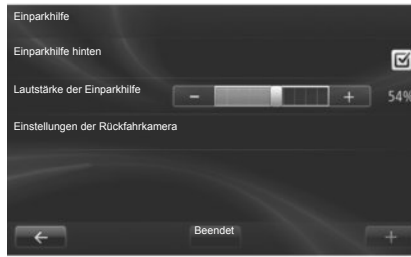 Einparkhilfe
Einparkhilfe hinten
Lautstärke der Einparkhilfe − + 54%
Einstellungen der Rückfahrkamera
Beendet +